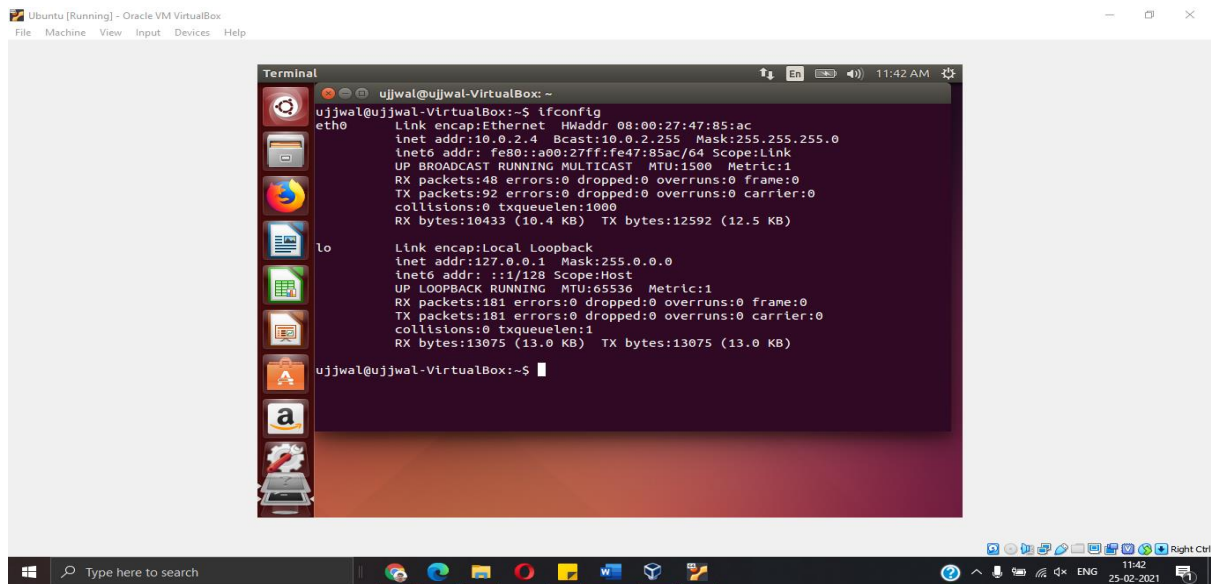 Ubuntu [Running] - Oracle VM VirtualBox
File Machine View Input Devices Help
Terminal En 11:42 AM
ujjwal@ujjwal-VirtualBox: ~
ujjwal@ujjwal-VirtualBox:~$ ifconfig
eth0 Link encap:Ethernet HWaddr 08:00:27:47:85:ac
inet addr:10.0.2.4 Bcast:10.0.2.255 Mask:255.255.255.0
inet6 addr: fe80::a00:27ff:fe47:85ac/64 Scope:Link
UP BROADCAST RUNNING MULTICAST MTU:1500 Metric:1
RX packets:48 errors:0 dropped:0 overruns:0 frame:0
TX packets:92 errors:0 dropped:0 overruns:0 carrier:0
collisions:0 txqueuelen:1000
RX bytes:10433 (10.4 KB) TX bytes:12592 (12.5 KB)
lo Link encap:Local Loopback
inet addr:127.0.0.1 Mask:255.0.0.0
inet6 addr: ::1/128 Scope:Host
UP LOOPBACK RUNNING MTU:65536 Metric:1
RX packets:181 errors:0 dropped:0 overruns:0 frame:0
TX packets:181 errors:0 dropped:0 overruns:0 carrier:0
collisions:0 txqueuelen:1
RX bytes:13075 (13.0 KB) TX bytes:13075 (13.0 KB)
ujjwal@ujjwal-VirtualBox:~$
Right Ctrl
Type here to search
ENG
11:42
25-02-2021